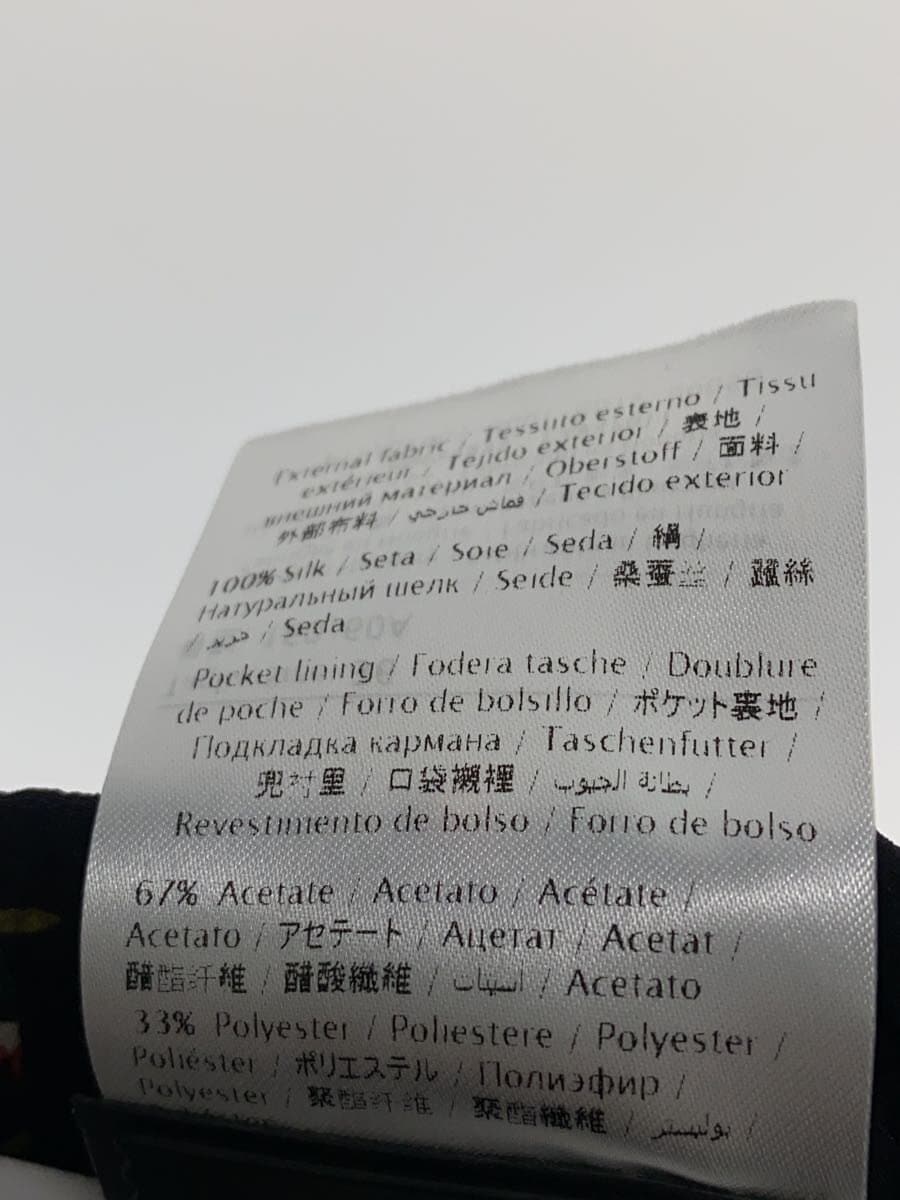 External fabric / Tessuto esterno / Tissu
extérieur / Tejido exterior / 表地 /
внешний материал / Oberstoff / 面料 /
外部布料 / قماش خارجي / Tecido exterior
100% Silk / Seta / Soie / Seda / 絹 /
Натуральный шелк / Seide / 桑蚕丝 / 蠶絲
/ حرير / Seda
Pocket lining / Fodera tasche / Doublure
de poche / Forro de bolsillo / ポケット裏地 /
Подкладка кармана / Taschenfutter /
兜衬里 / 口袋襯裡 / بطانة الجيوب /
Revestimento de bolso / Forro de bolso
67% Acetate / Acetato / Acétate /
Acetato / アセテート / Ацетат / Acetat /
醋酯纤维 / 醋酸纖維 / أسيتات / Acetato
33% Polyester / Poliestere / Polyester /
Poliéster / ポリエステル / Полиэфир /
Polyester / 聚酯纤维 / 聚酯纖維 / بوليستر /